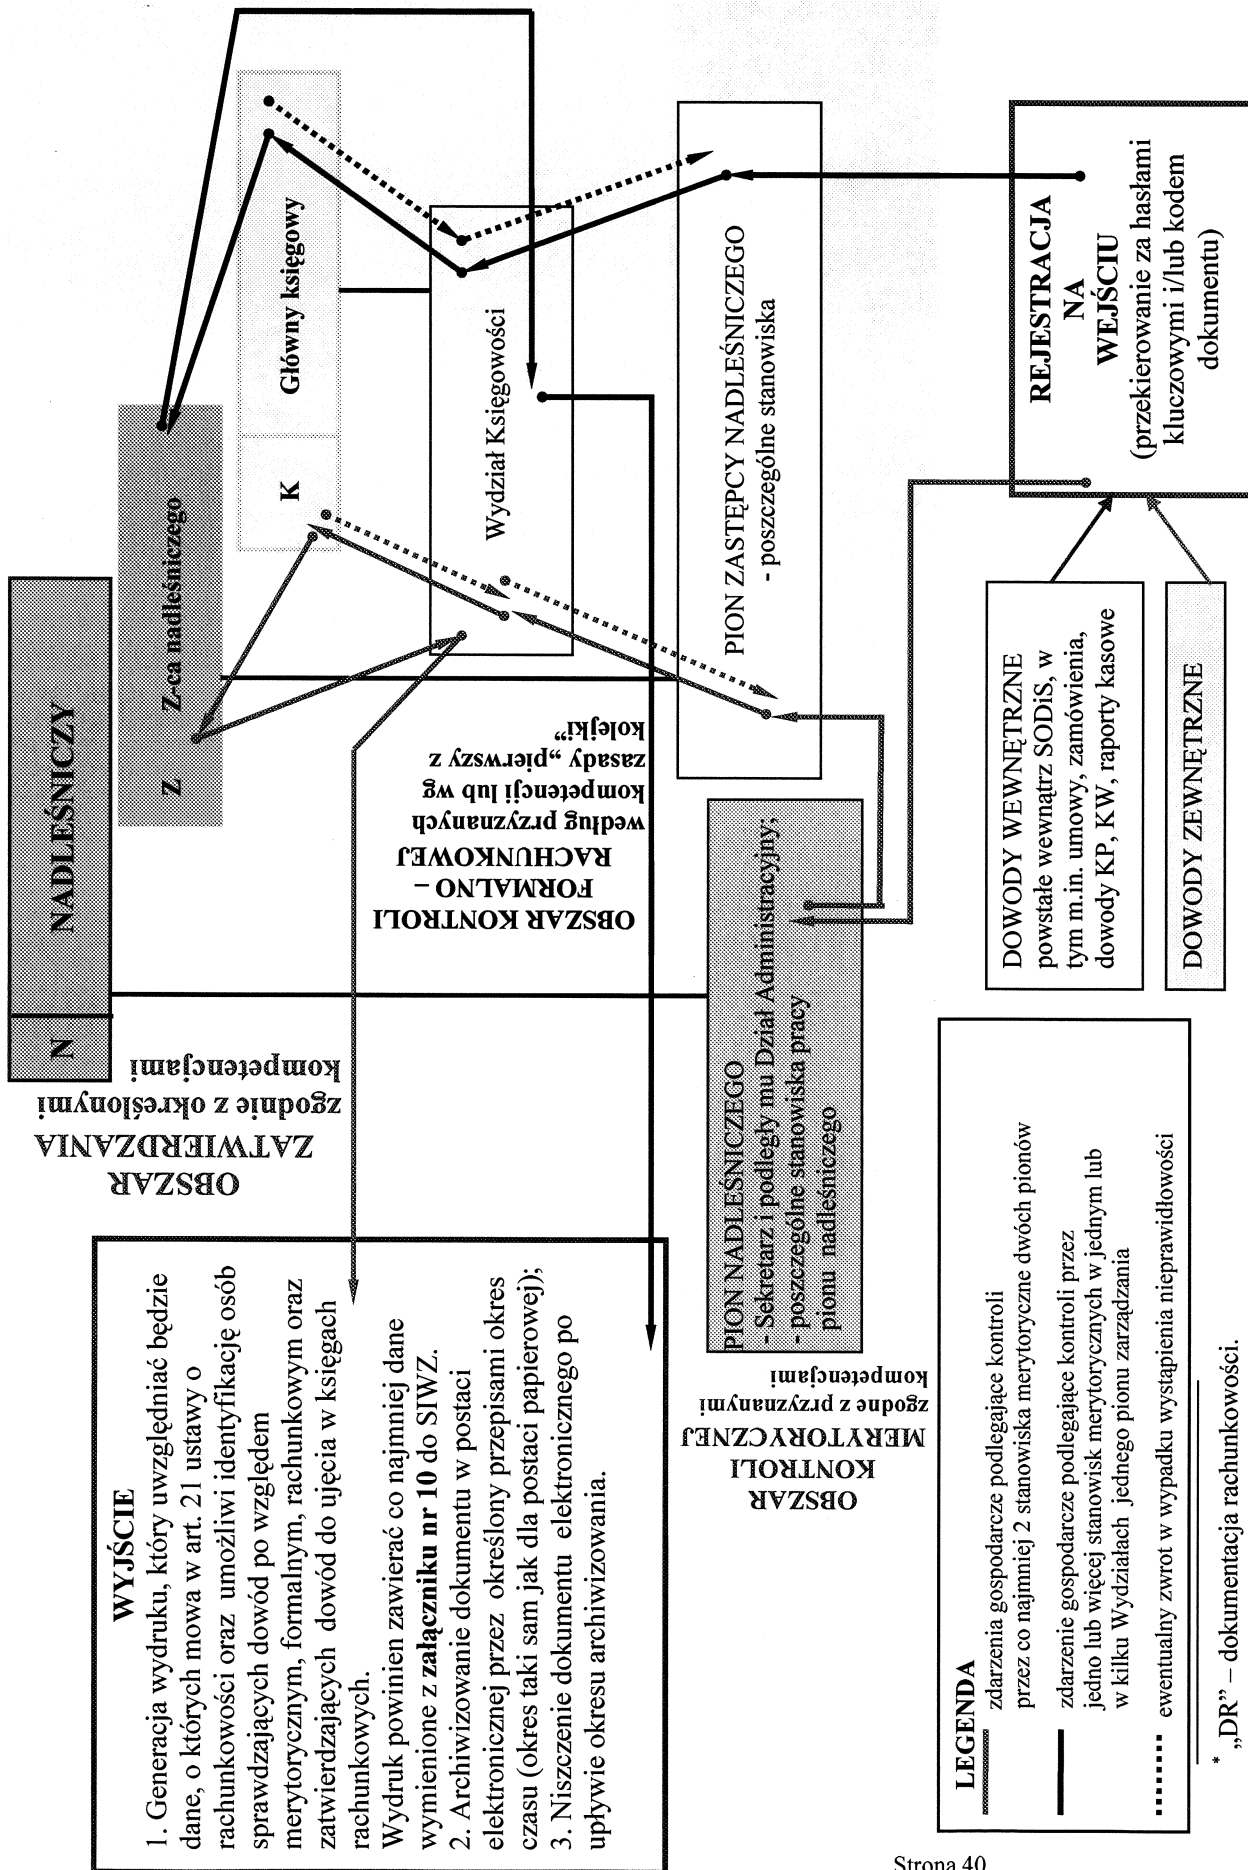 N NADLEŚNICZY
Z Z-ca nadleśniczego
K Główny księgowy
Wydział Księgowości
PION ZASTĘPCY NADLEŚNICZEGO
- poszczególne stanowiska
REJESTRACJA
NA
WEJŚCIU
(przekierowanie za hasłami
kluczowymi i/lub kodem
dokumentu)
DOWODY WEWNĘTRZNE
powstałe wewnątrz SODiS, w
tym m.in. umowy, zamówienia,
dowody KP, KW, raporty kasowe
DOWODY ZEWNĘTRZNE
OBSZAR
ZATWIERDZANIA
zgodnie z określonymi
kompetencjami
OBSZAR KONTROLI
FORMALNO –
RACHUNKOWEJ
według przyznanych
kompetencji lub wg
zasady „pierwszy z
kolejki”
PION NADLEŚNICZEGO
- Sekretarz i podległy mu Dział Administracyjny;
- poszczególne stanowiska pracy
pionu nadleśniczego
OBSZAR
KONTROLI
MERYTORYCZNEJ
zgodne z przyznanymi
kompetencjami
WYJŚCIE
1. Generacja wydruku, który uwzględniać będzie
dane, o których mowa w art. 21 ustawy o
rachunkowości oraz umożliwi identyfikację osób
sprawdzających dowód po względem
merytorycznym, formalnym, rachunkowym oraz
zatwierdzających dowód do ujęcia w księgach
rachunkowych.
Wydruk powinien zawierać co najmniej dane
wymienione z załączniku nr 10 do SIWZ.
2. Archiwizowanie dokumentu w postaci
elektronicznej przez określony przepisami okres
czasu (okres taki sam jak dla postaci papierowej);
3. Niszczenie dokumentu elektronicznego po
upływie okresu archiwizowania.
LEGENDA
zdarzenia gospodarcze podlegające kontroli
przez co najmniej 2 stanowiska merytoryczne dwóch pionów
zdarzenie gospodarcze podlegające kontroli przez
jedno lub więcej stanowisk merytorycznych w jednym lub
w kilku Wydziałach jednego pionu zarządzania
ewentualny zwrot w wypadku wystąpienia nieprawidłowości
* „DR” – dokumentacja rachunkowości.
Strona 40